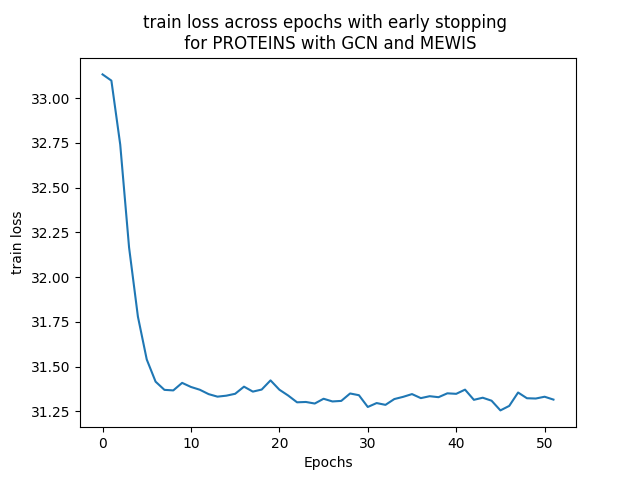 train loss across epochs with early stopping
for PROTEINS with GCN and MEWIS
33.00
32.75
32.50
32.25
32.00
31.75
31.50
31.25
train loss
0 10 20 30 40 50
Epochs